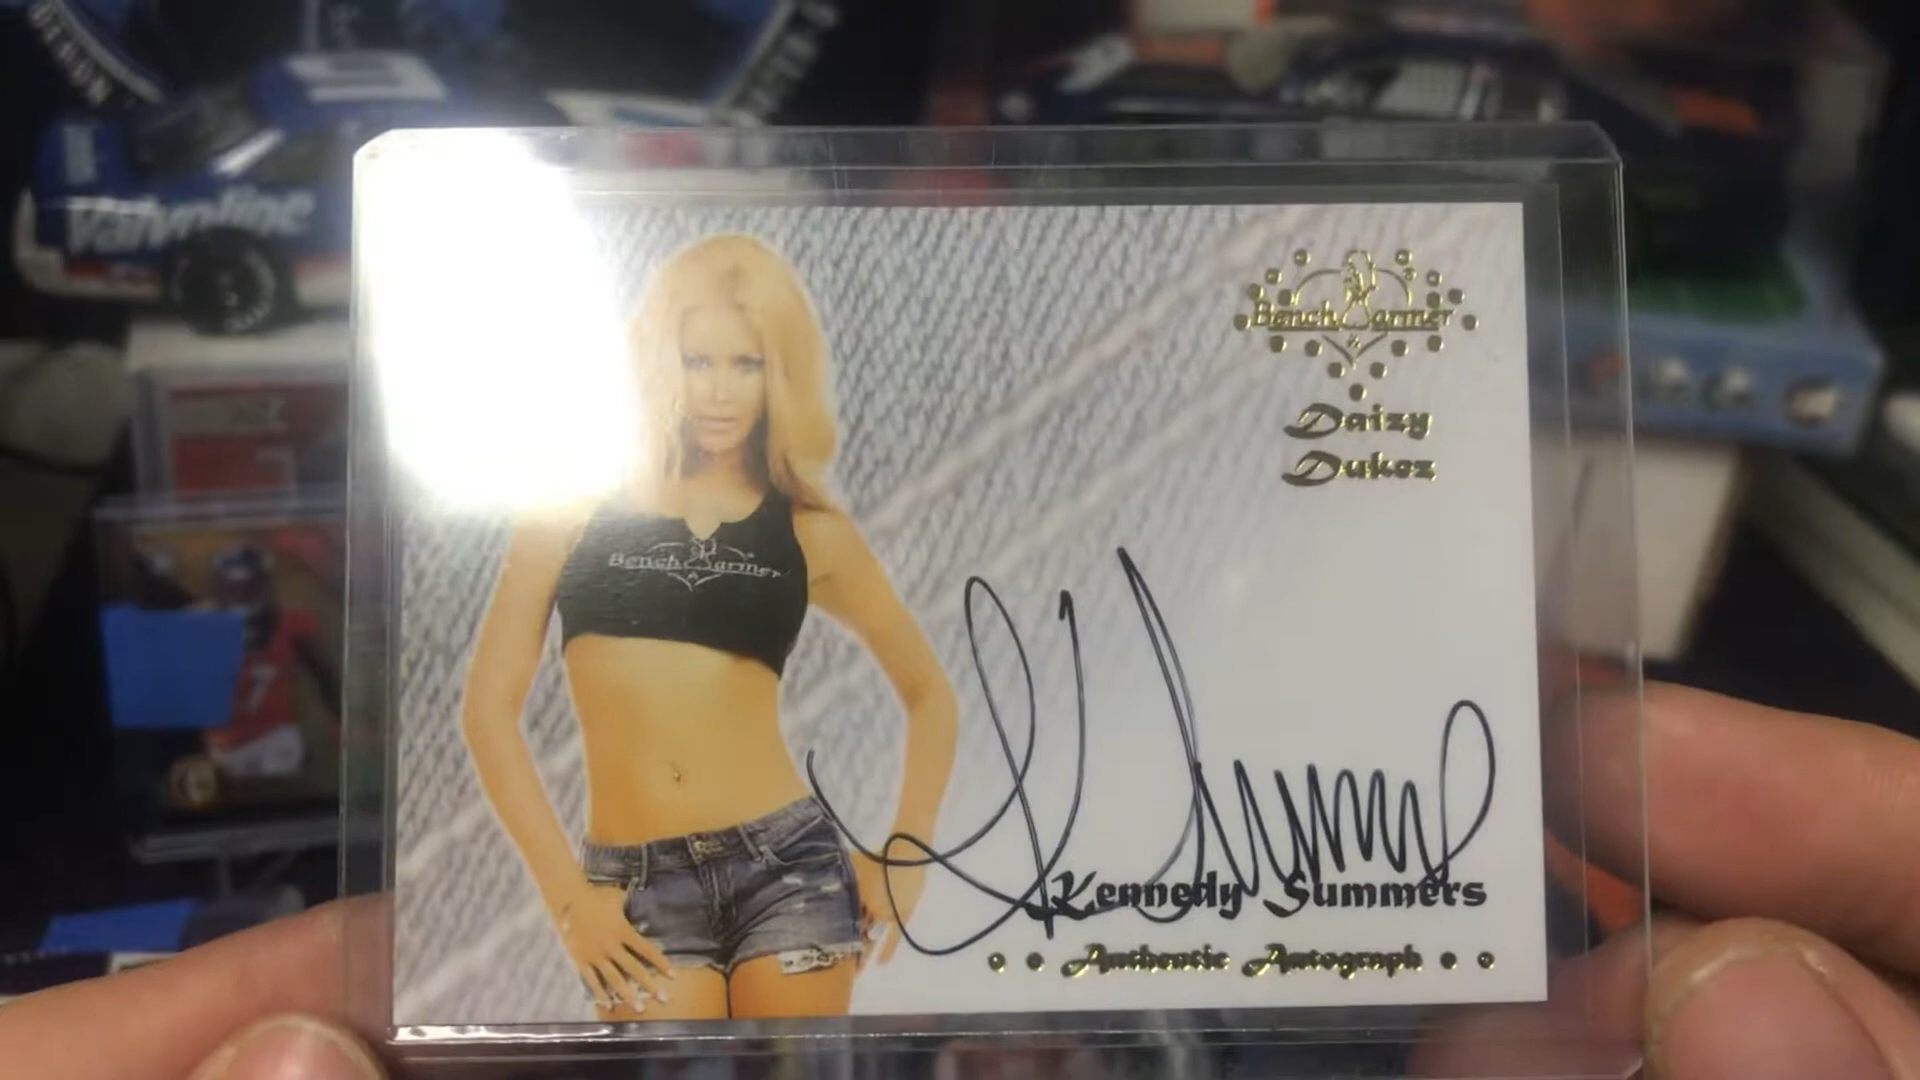 Valvoline
Bench Warmer
Daizy
Dukez
Bench Warmer
Kennedy Summers
Authentic Autograph